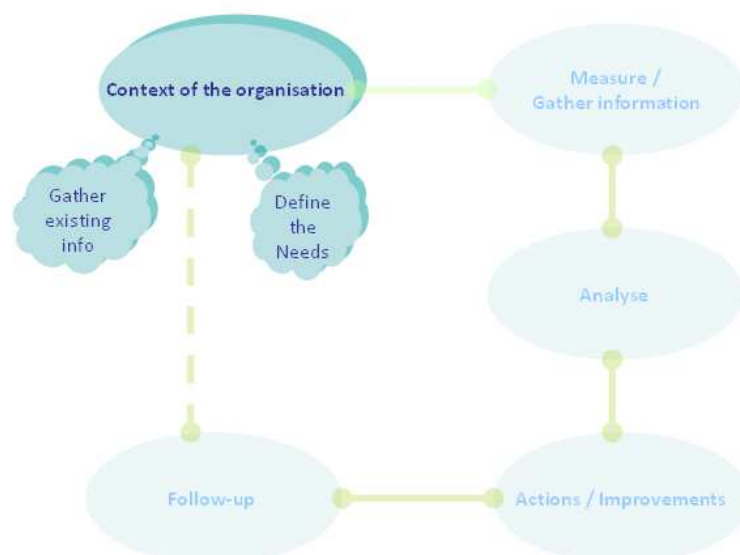 Context of the organisation
Measure /
Gather information
Gather
existing
info
Define
the
Needs
Analyse
Follow-up
Actions / Improvements